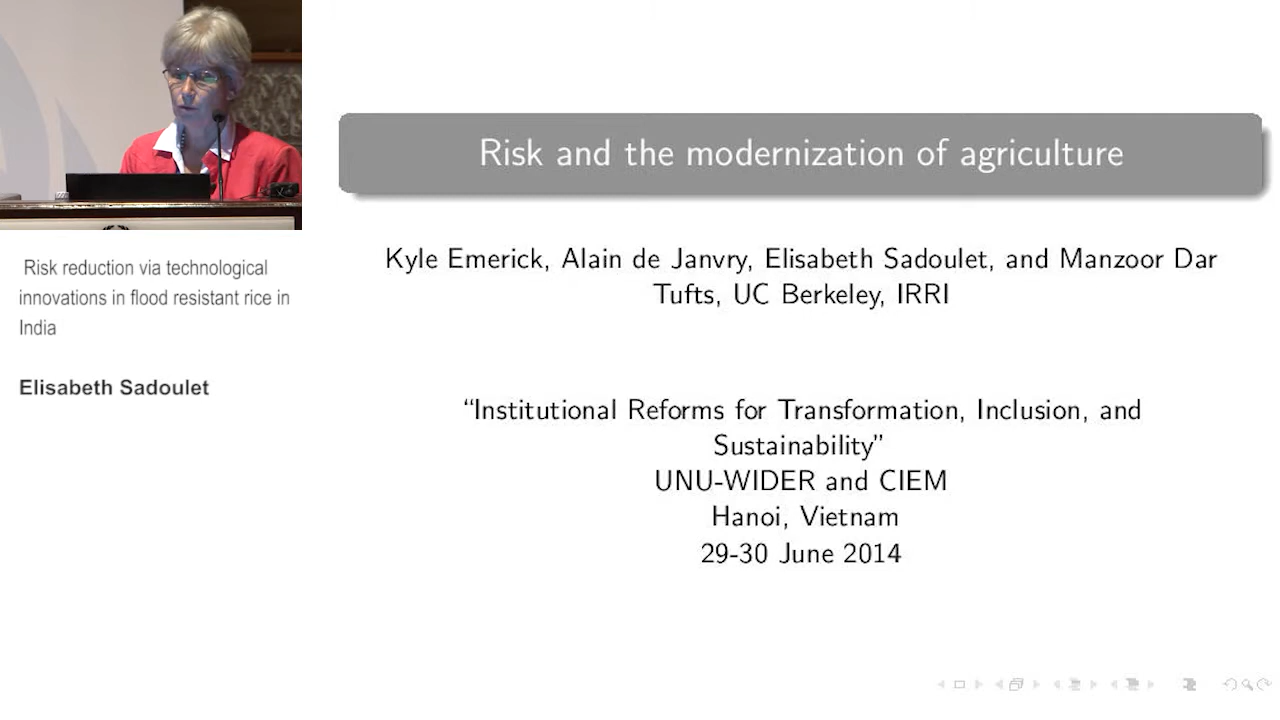 Risk reduction via technological
innovations in flood resistant rice in
India
Elisabeth Sadoulet
Risk and the modernization of agriculture
Kyle Emerick, Alain de Janvry, Elisabeth Sadoulet, and Manzoor Dar
Tufts, UC Berkeley, IRRI
“Institutional Reforms for Transformation, Inclusion, and
Sustainability”
UNU-WIDER and CIEM
Hanoi, Vietnam
29-30 June 2014